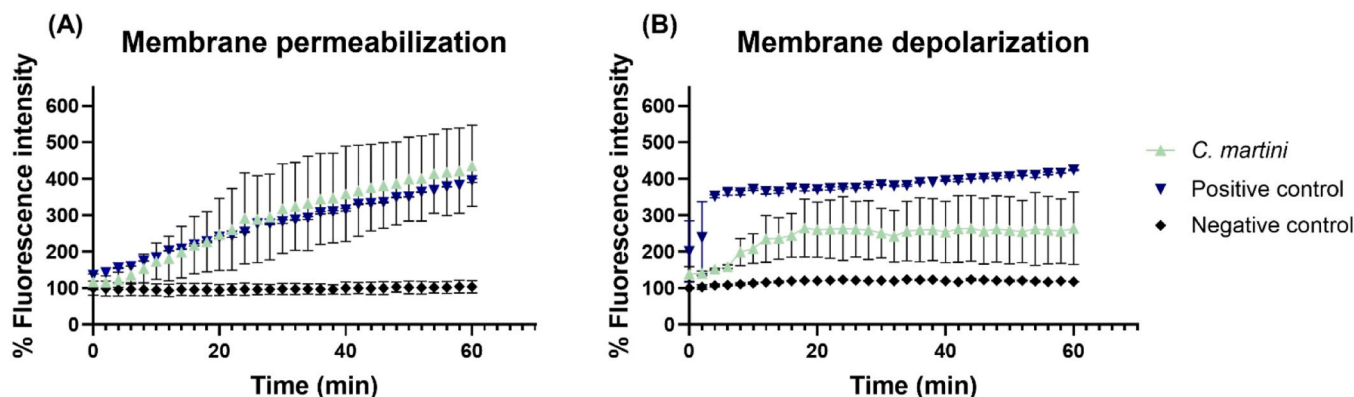 (A)
Membrane permeabilization
% Fluorescence intensity
600
500
400
300
200
100
0
0 20 40 60
Time (min)
(B)
Membrane depolarization
% Fluorescence intensity
600
500
400
300
200
100
0
0 20 40 60
Time (min)
C. martini
Positive control
Negative control